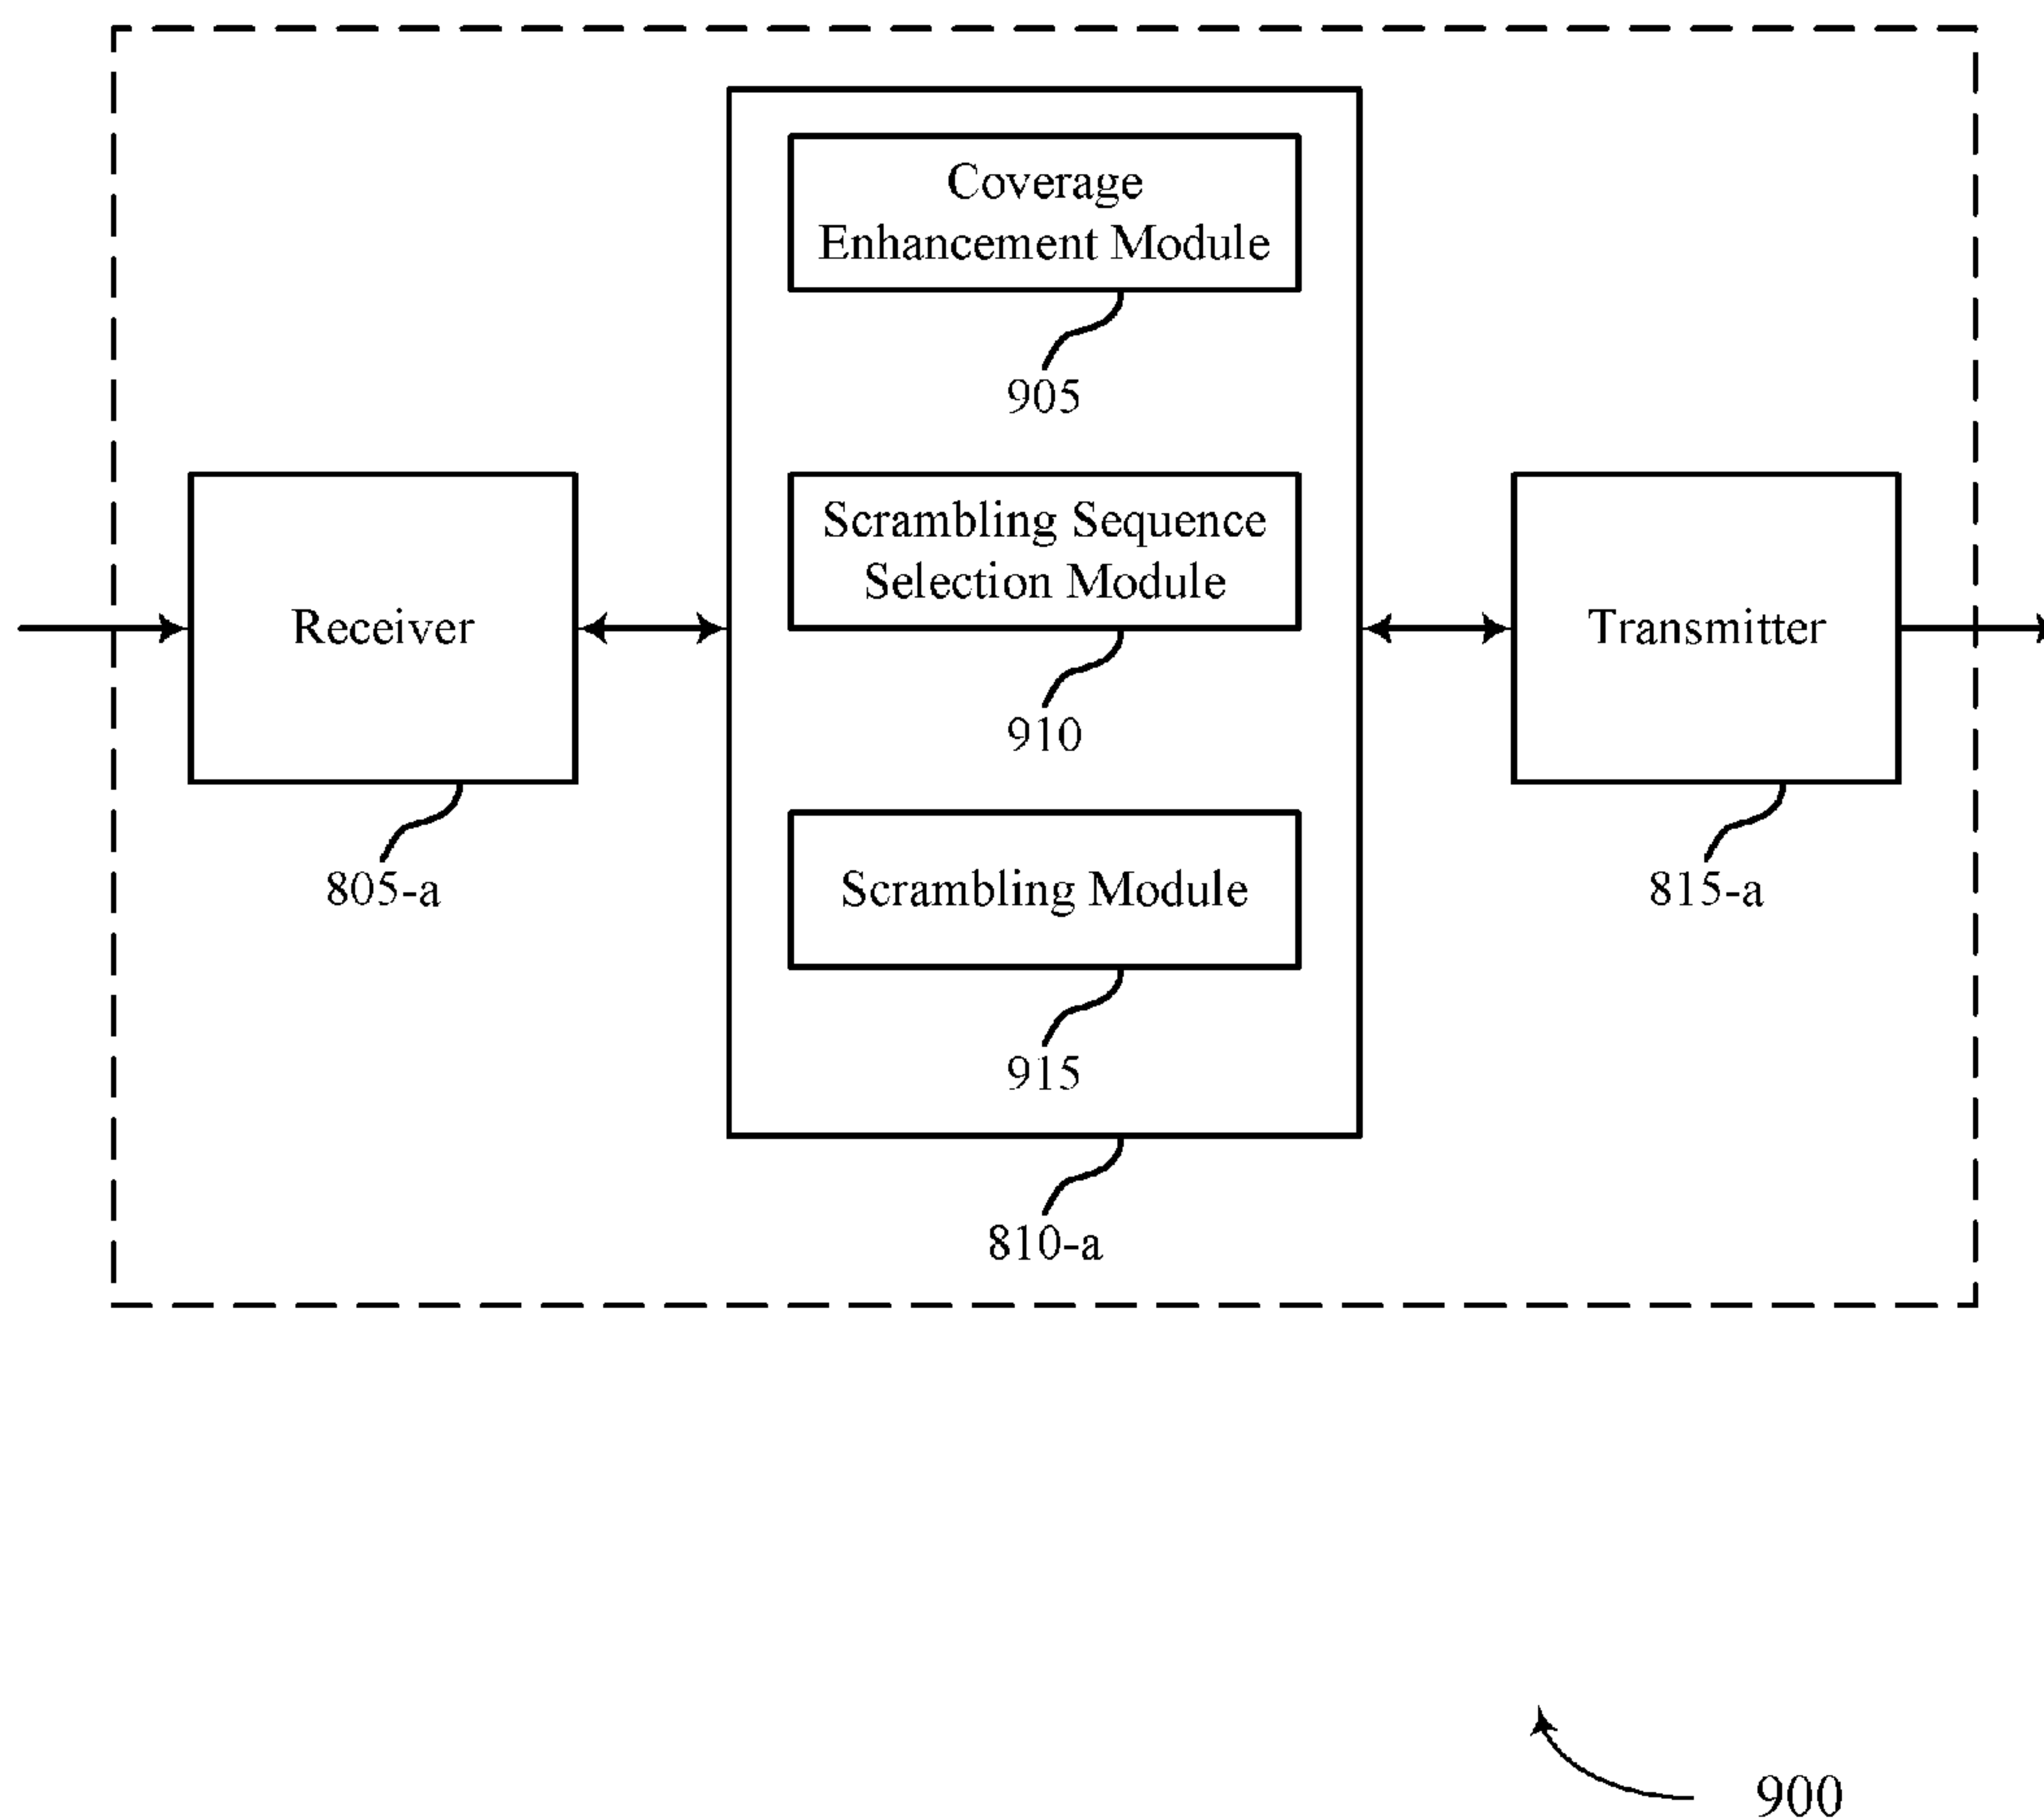 Coverage
Enhancement Module
905
Scrambling Sequence
Selection Module
910
Receiver
805-a
Transmitter
815-a
Scrambling Module
915
810-a
900